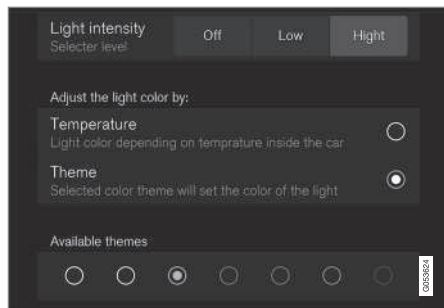 Light intensity
Selecter level
Off
Low
Hight
Adjust the light color by:
Temperature
Light color depending on temprature inside the car
Theme
Selected color theme will set the color of the light
Available themes
G053624